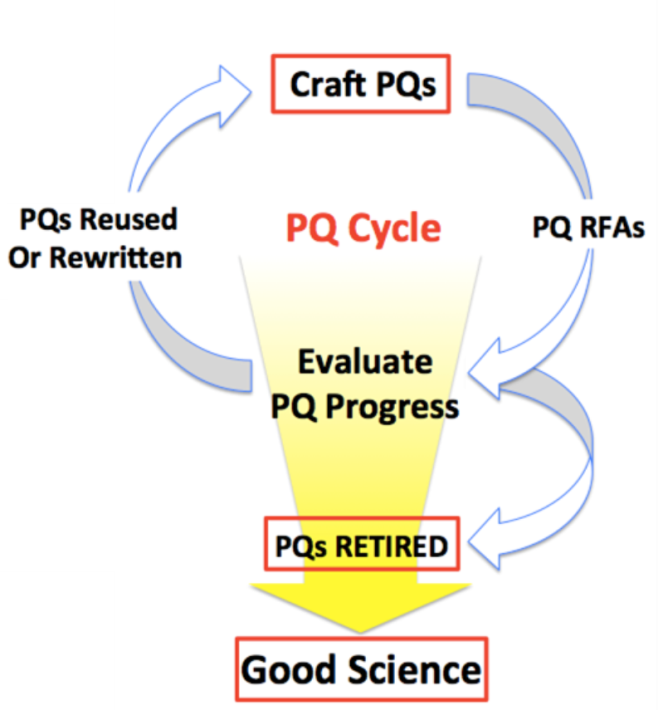 Craft PQs
PQs Reused
Or Rewritten
PQ Cycle
PQ RFAs
Evaluate
PQ Progress
PQs RETIRED
Good Science